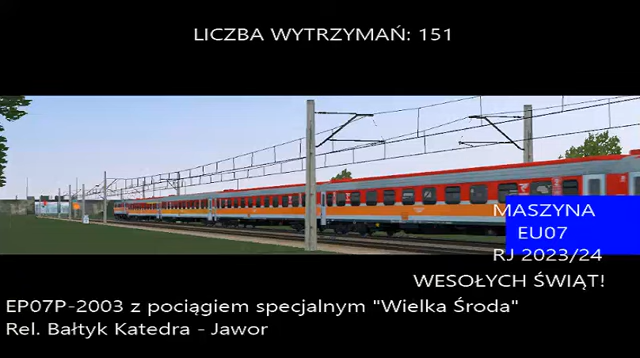 LICZBA WYTRZYMAŃ: 151
MASZYNA
EU07
RJ 2023/24
WESOŁYCH ŚWIĄT!
EP07P-2003 z pociągiem specjalnym "Wielka Środa"
Rel. Bałtyk Katedra - Jawor